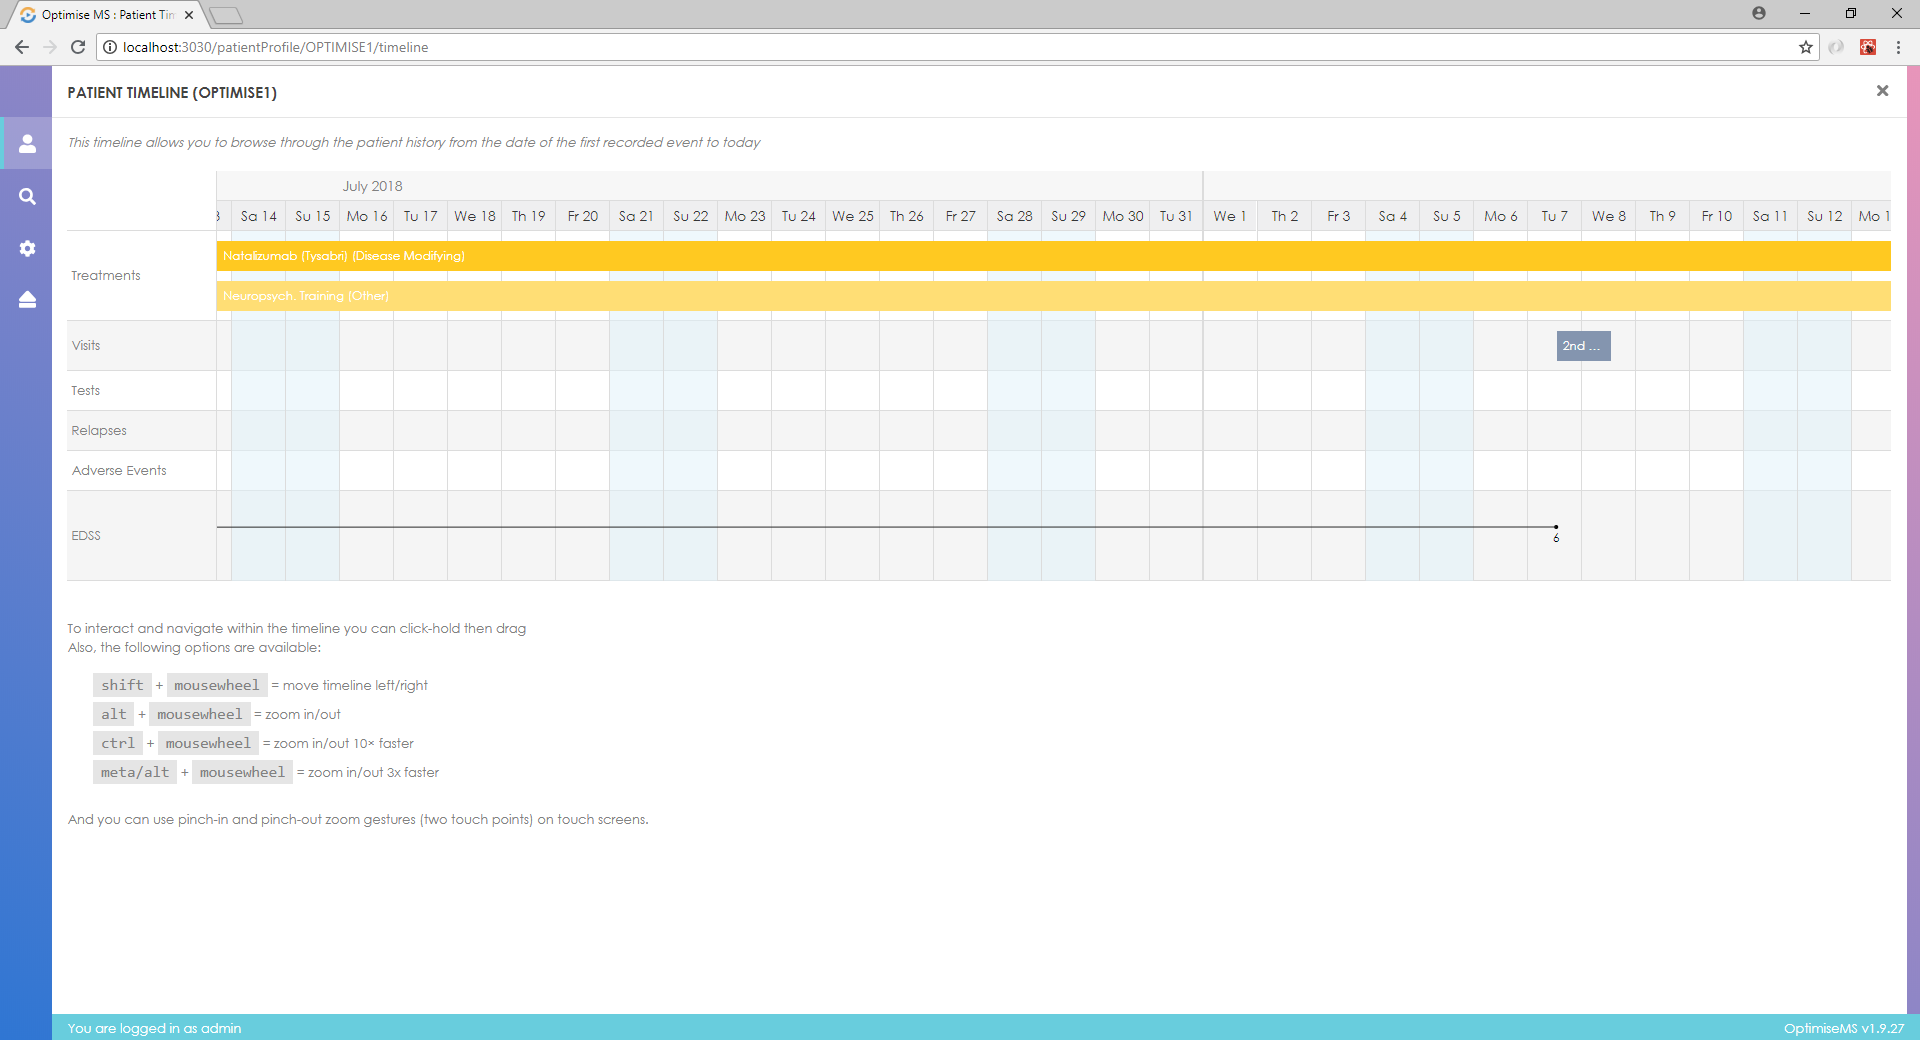 Optimise MS : Patient Tim
localhost:3030/patientProfile/OPTIMISE1/timeline
PATIENT TIMELINE (OPTIMISE1)
This timeline allows you to browse through the patient history from the date of the first recorded event to today
July 2018
Sa 14 Su 15 Mo 16 Tu 17 We 18 Th 19 Fr 20 Sa 21 Su 22 Mo 23 Tu 24 We 25 Th 26 Fr 27 Sa 28 Su 29 Mo 30 Tu 31 We 1 Th 2 Fr 3 Sa 4 Su 5 Mo 6 Tu 7 We 8 Th 9 Fr 10 Sa 11 Su 12 Mo 1
Natalizumab (Tysabri) (Disease Modifying)
Treatments
Neuropsych. Training (Other)
Visits
2nd ...
Tests
Relapses
Adverse Events
EDSS
6
To interact and navigate within the timeline you can click-hold then drag
Also, the following options are available:
shift + mousewheel = move timeline left/right
alt + mousewheel = zoom in/out
ctrl + mousewheel = zoom in/out 10× faster
meta/alt + mousewheel = zoom in/out 3x faster
And you can use pinch-in and pinch-out zoom gestures (two touch points) on touch screens.
You are logged in as admin
OptimiseMS v1.9.27